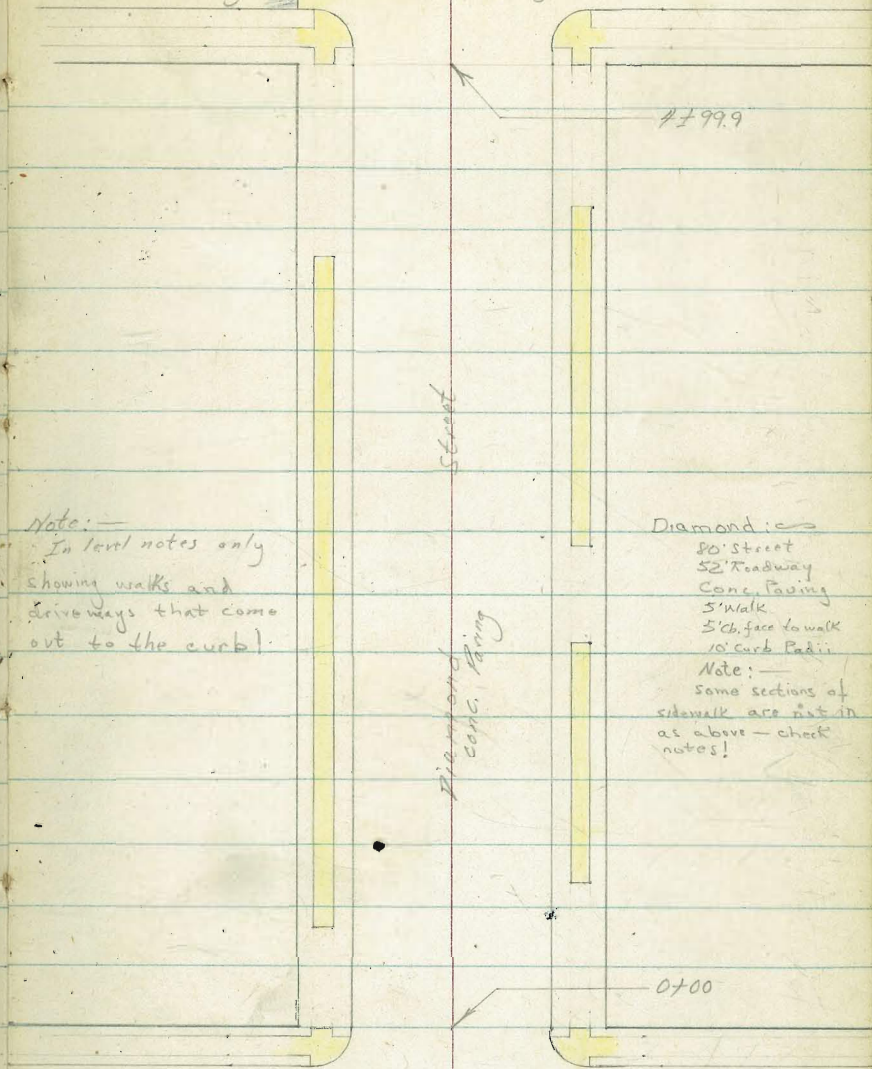 4+99.9
Street
Note:—
In level notes only
showing walks and
driveways that come
out to the curb!
Diamond:
80' Street
52' Roadway
Conc. Paving
5' Walk
5' Cb. face to walk
10' Curb Radii
Note:—
Some sections of
sidewalk are not in
as above — check
notes!
Diamond
conc. Paving
0+00